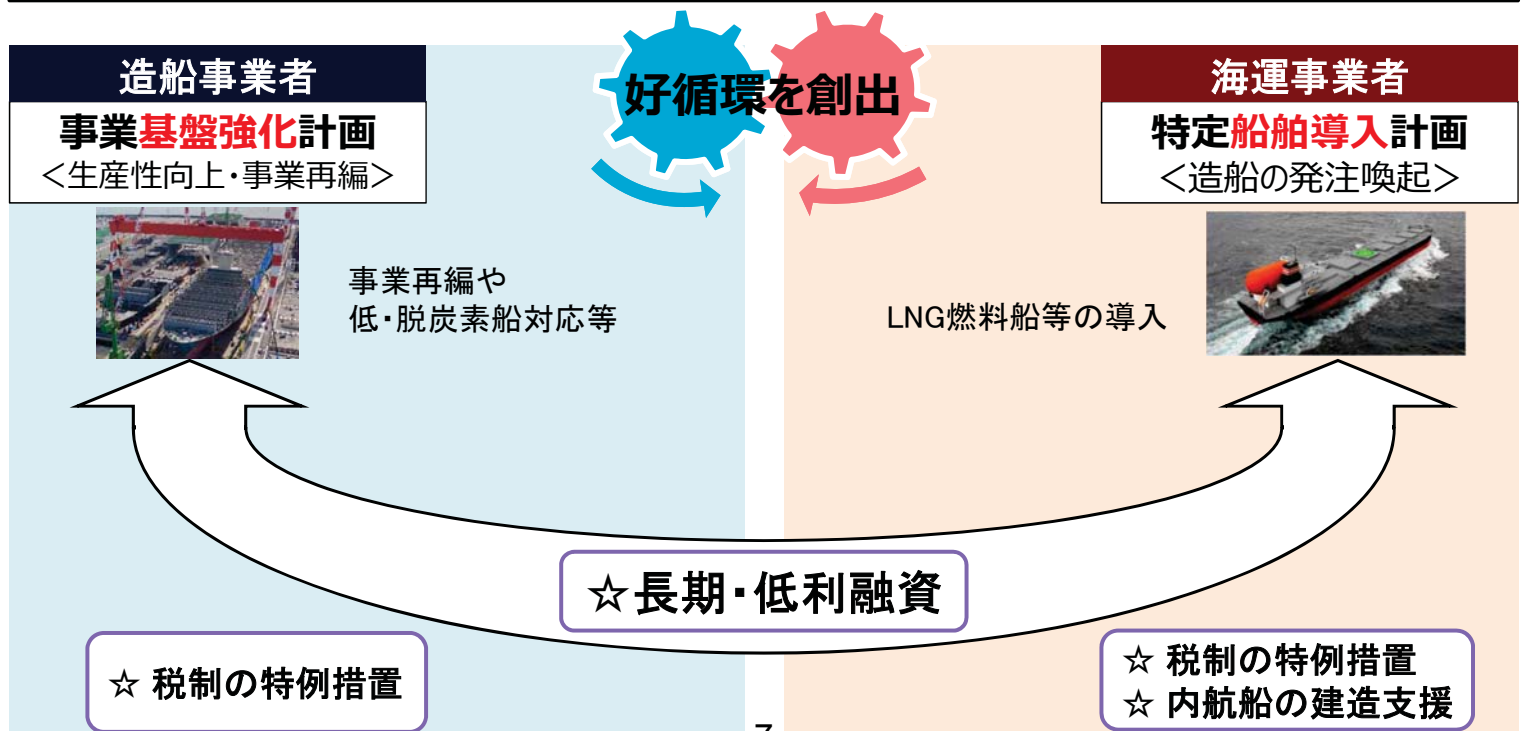 好循環を創出
造船事業者
事業基盤強化計画
<生産性向上・事業再編>
事業再編や
低・脱炭素船対応等
海運事業者
特定船舶導入計画
<造船の発注喚起>
LNG燃料船等の導入
☆長期・低利融資
☆ 税制の特例措置
☆ 税制の特例措置
☆ 内航船の建造支援